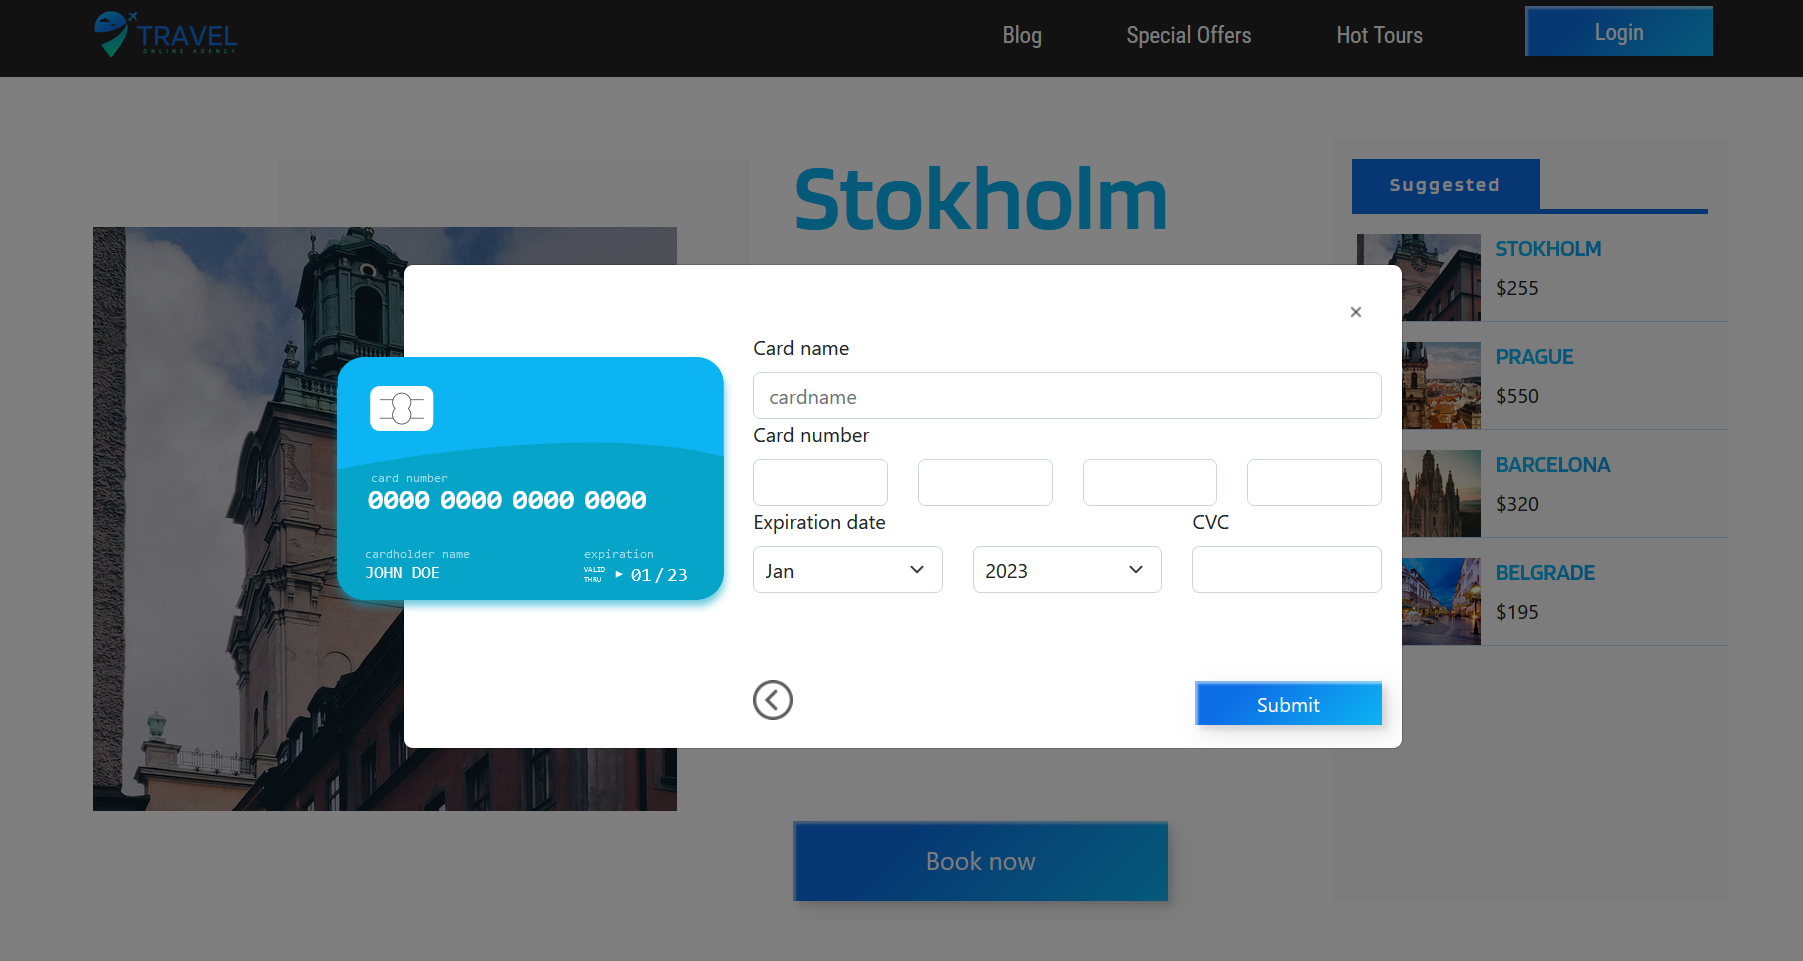 TRAVEL
ONLINE AGENCY
Blog
Special Offers
Hot Tours
Login
Stokholm
Suggested
STOKHOLM
$255
PRAGUE
$550
BARCELONA
$320
BELGRADE
$195
×
Card name
cardname
Card number
Expiration date
CVC
Jan
2023
card number
0000 0000 0000 0000
cardholder name
JOHN DOE
expiration
VALID
THRU
01/23
Submit
Book now